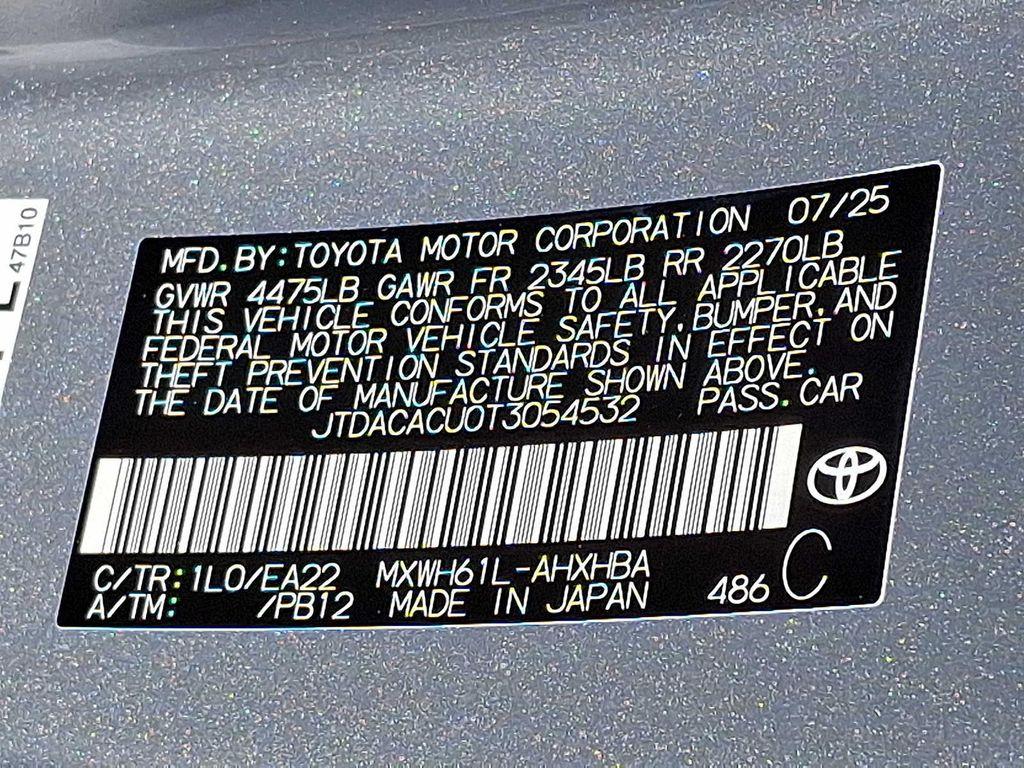 47B10
MFD.BY:TOYOTA MOTOR CORPORATION 07/25
GVWR 4475LB GAWR FR 2345LB RR 2270LB
THIS VEHICLE CONFORMS TO ALL APPLICABLE
FEDERAL MOTOR VEHICLE SAFETY,BUMPER,AND
THEFT PREVENTION STANDARDS IN EFFECT ON
THE DATE OF MANUFACTURE SHOWN ABOVE.
JTDACACU0T3054532 PASS.CAR
C/TR:1L0/EA22 MXWH61L-AHXHBA
A/TM: /PB12 MADE IN JAPAN 486 C